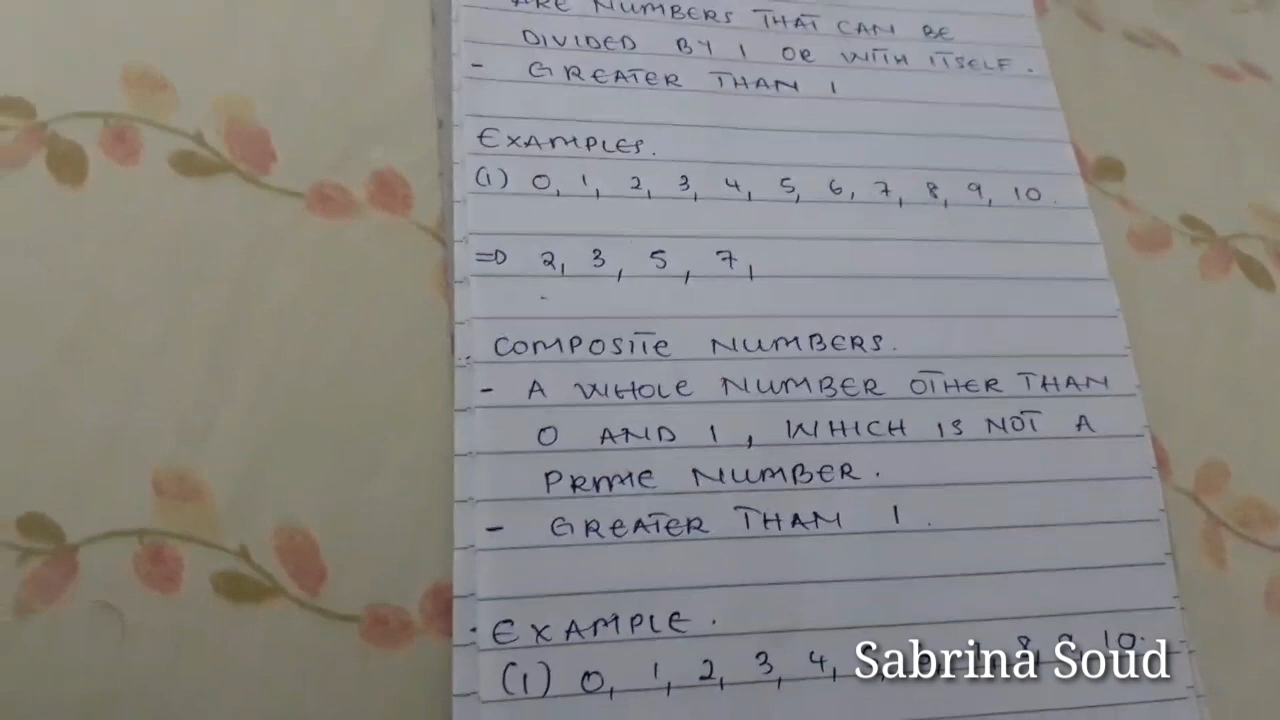 ARE NUMBERS THAT CAN BE
DIVIDED BY 1 OR WITH ITSELF.
- GREATER THAN 1
EXAMPLES.
(1) 0, 1, 2, 3, 4, 5, 6, 7, 8, 9, 10.
⇒ 2, 3, 5, 7,
COMPOSITE NUMBERS.
- A WHOLE NUMBER OTHER THAN
0 AND 1, WHICH IS NOT A
PRIME NUMBER.
- GREATER THAN 1.
EXAMPLE.
(1) 0, 1, 2, 3, 4, 8, 9, 10.
Sabrina Soud